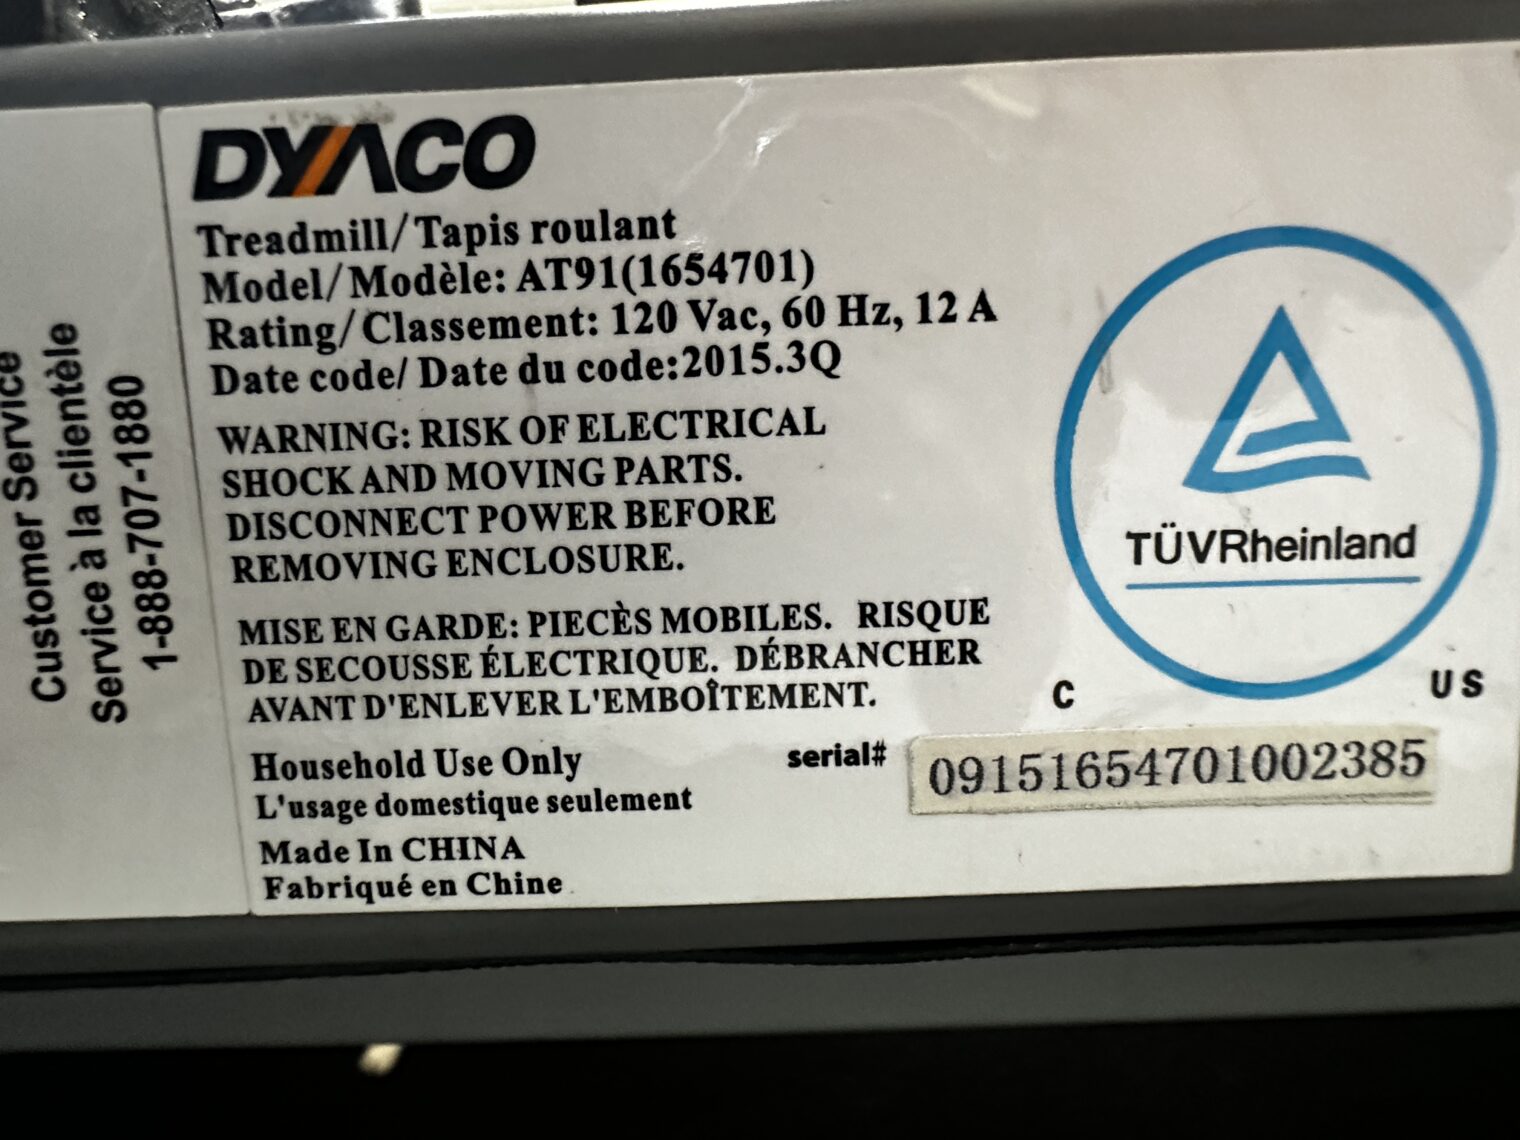 Customer Service
Service à la clientèle
1-888-707-1880
DYACO
Treadmill/Tapis roulant
Model/Modèle: AT91(1654701)
Rating/Classement: 120 Vac, 60 Hz, 12 A
Date code/ Date du code:2015.3Q
WARNING: RISK OF ELECTRICAL
SHOCK AND MOVING PARTS.
DISCONNECT POWER BEFORE
REMOVING ENCLOSURE.
MISE EN GARDE: PIECÈS MOBILES. RISQUE
DE SECOUSSE ÉLECTRIQUE. DÉBRANCHER
AVANT D'ENLEVER L'EMBOÎTEMENT.
Household Use Only
L'usage domestique seulement
Made In CHINA
Fabriqué en Chine
TÜVRheinland
C US
serial# 09151654701002385